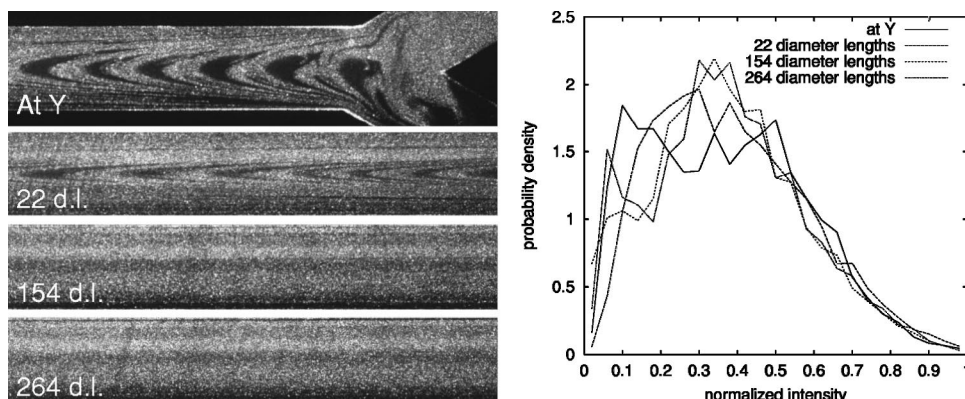 At Y
22 d.l.
154 d.l.
264 d.l.
2.5
2
1.5
1
0.5
0
probability density
at Y
22 diameter lengths
154 diameter lengths
264 diameter lengths
0 0.1 0.2 0.3 0.4 0.5 0.6 0.7 0.8 0.9 1
normalized intensity